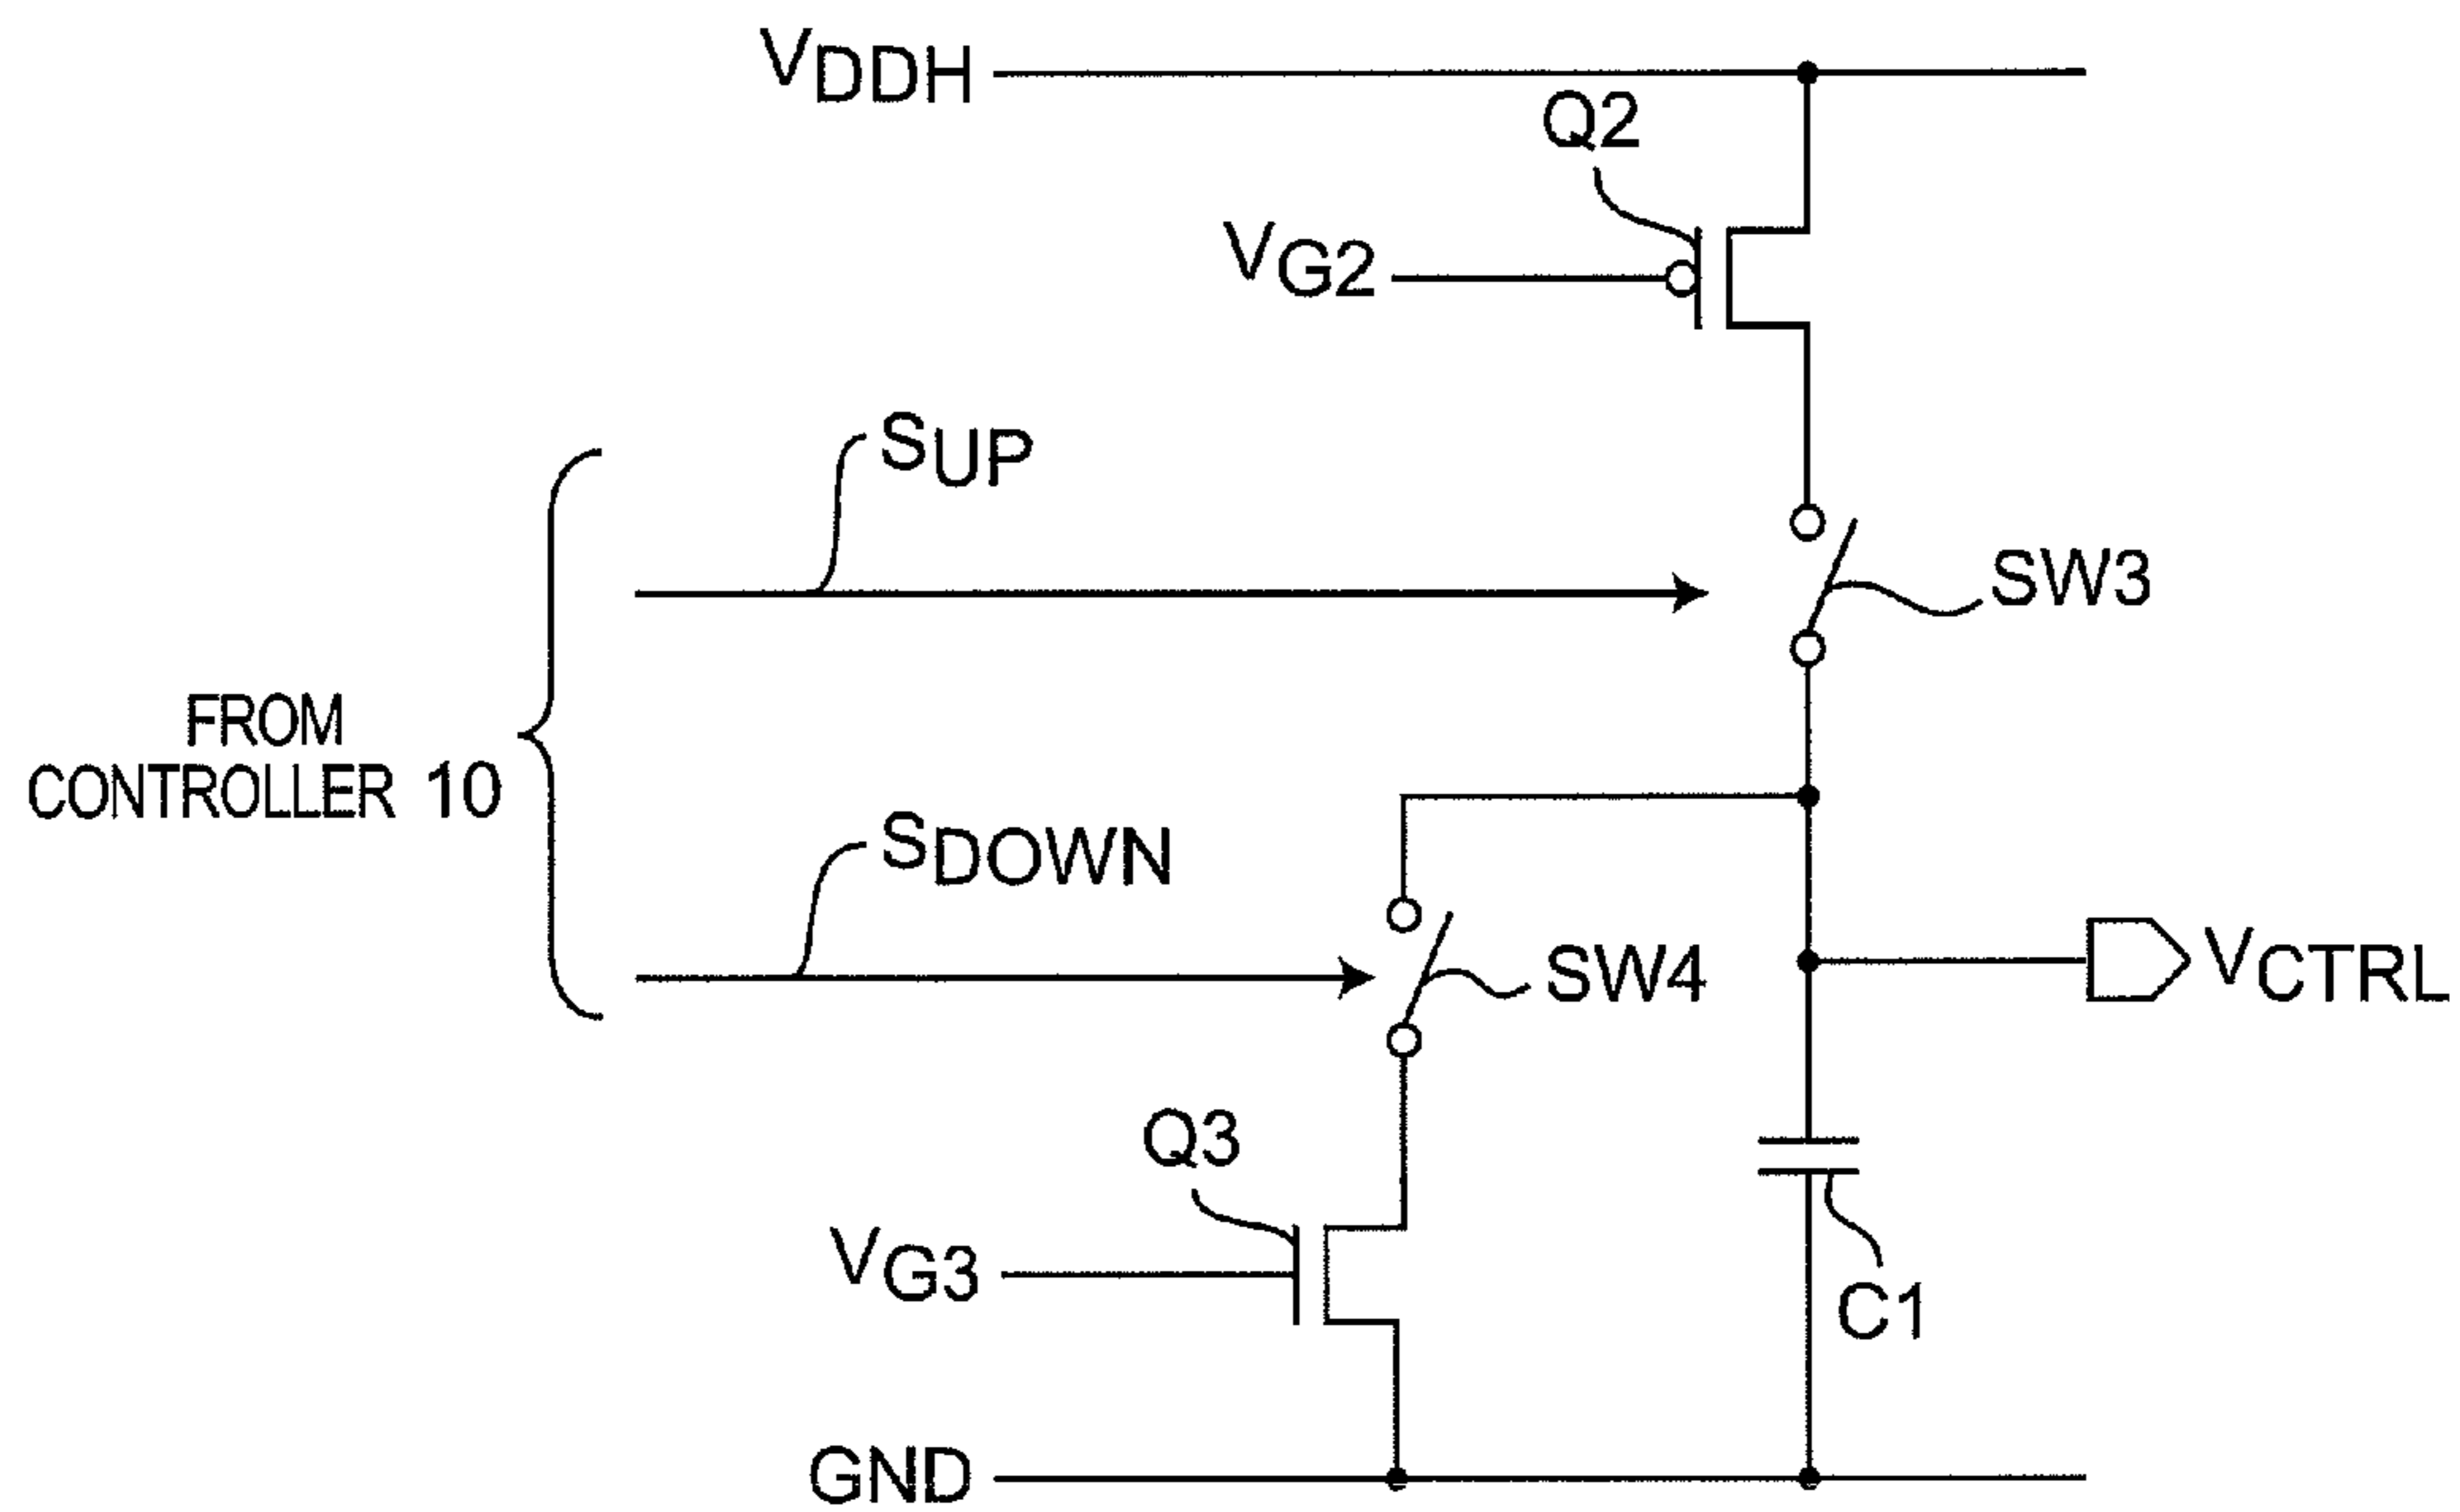 VDDH
Q2
VG2
SUP
SW3
FROM
CONTROLLER 10
SDOWN
SW4
VCTRL
Q3
VG3
C1
GND